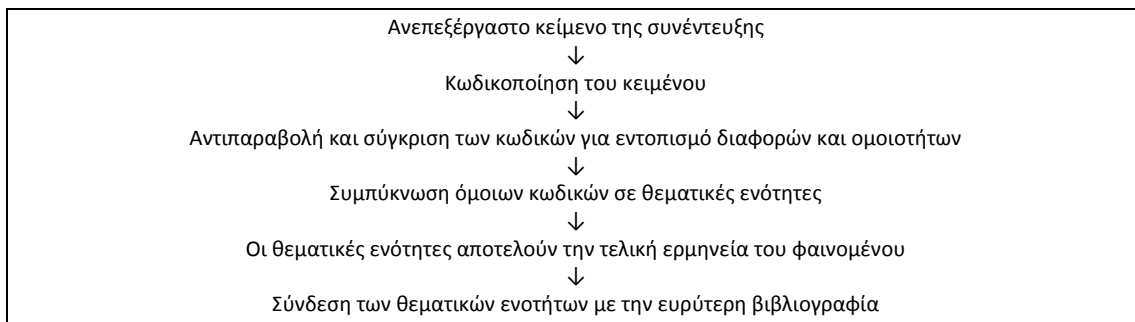 Ανεπεξέργαστο κείμενο της συνέντευξης
↓
Κωδικοποίηση του κειμένου
↓
Αντιπαραβολή και σύγκριση των κωδικών για εντοπισμό διαφορών και ομοιοτήτων
↓
Συμπύκνωση όμοιων κωδικών σε θεματικές ενότητες
↓
Οι θεματικές ενότητες αποτελούν την τελική ερμηνεία του φαινομένου
↓
Σύνδεση των θεματικών ενοτήτων με την ευρύτερη βιβλιογραφία